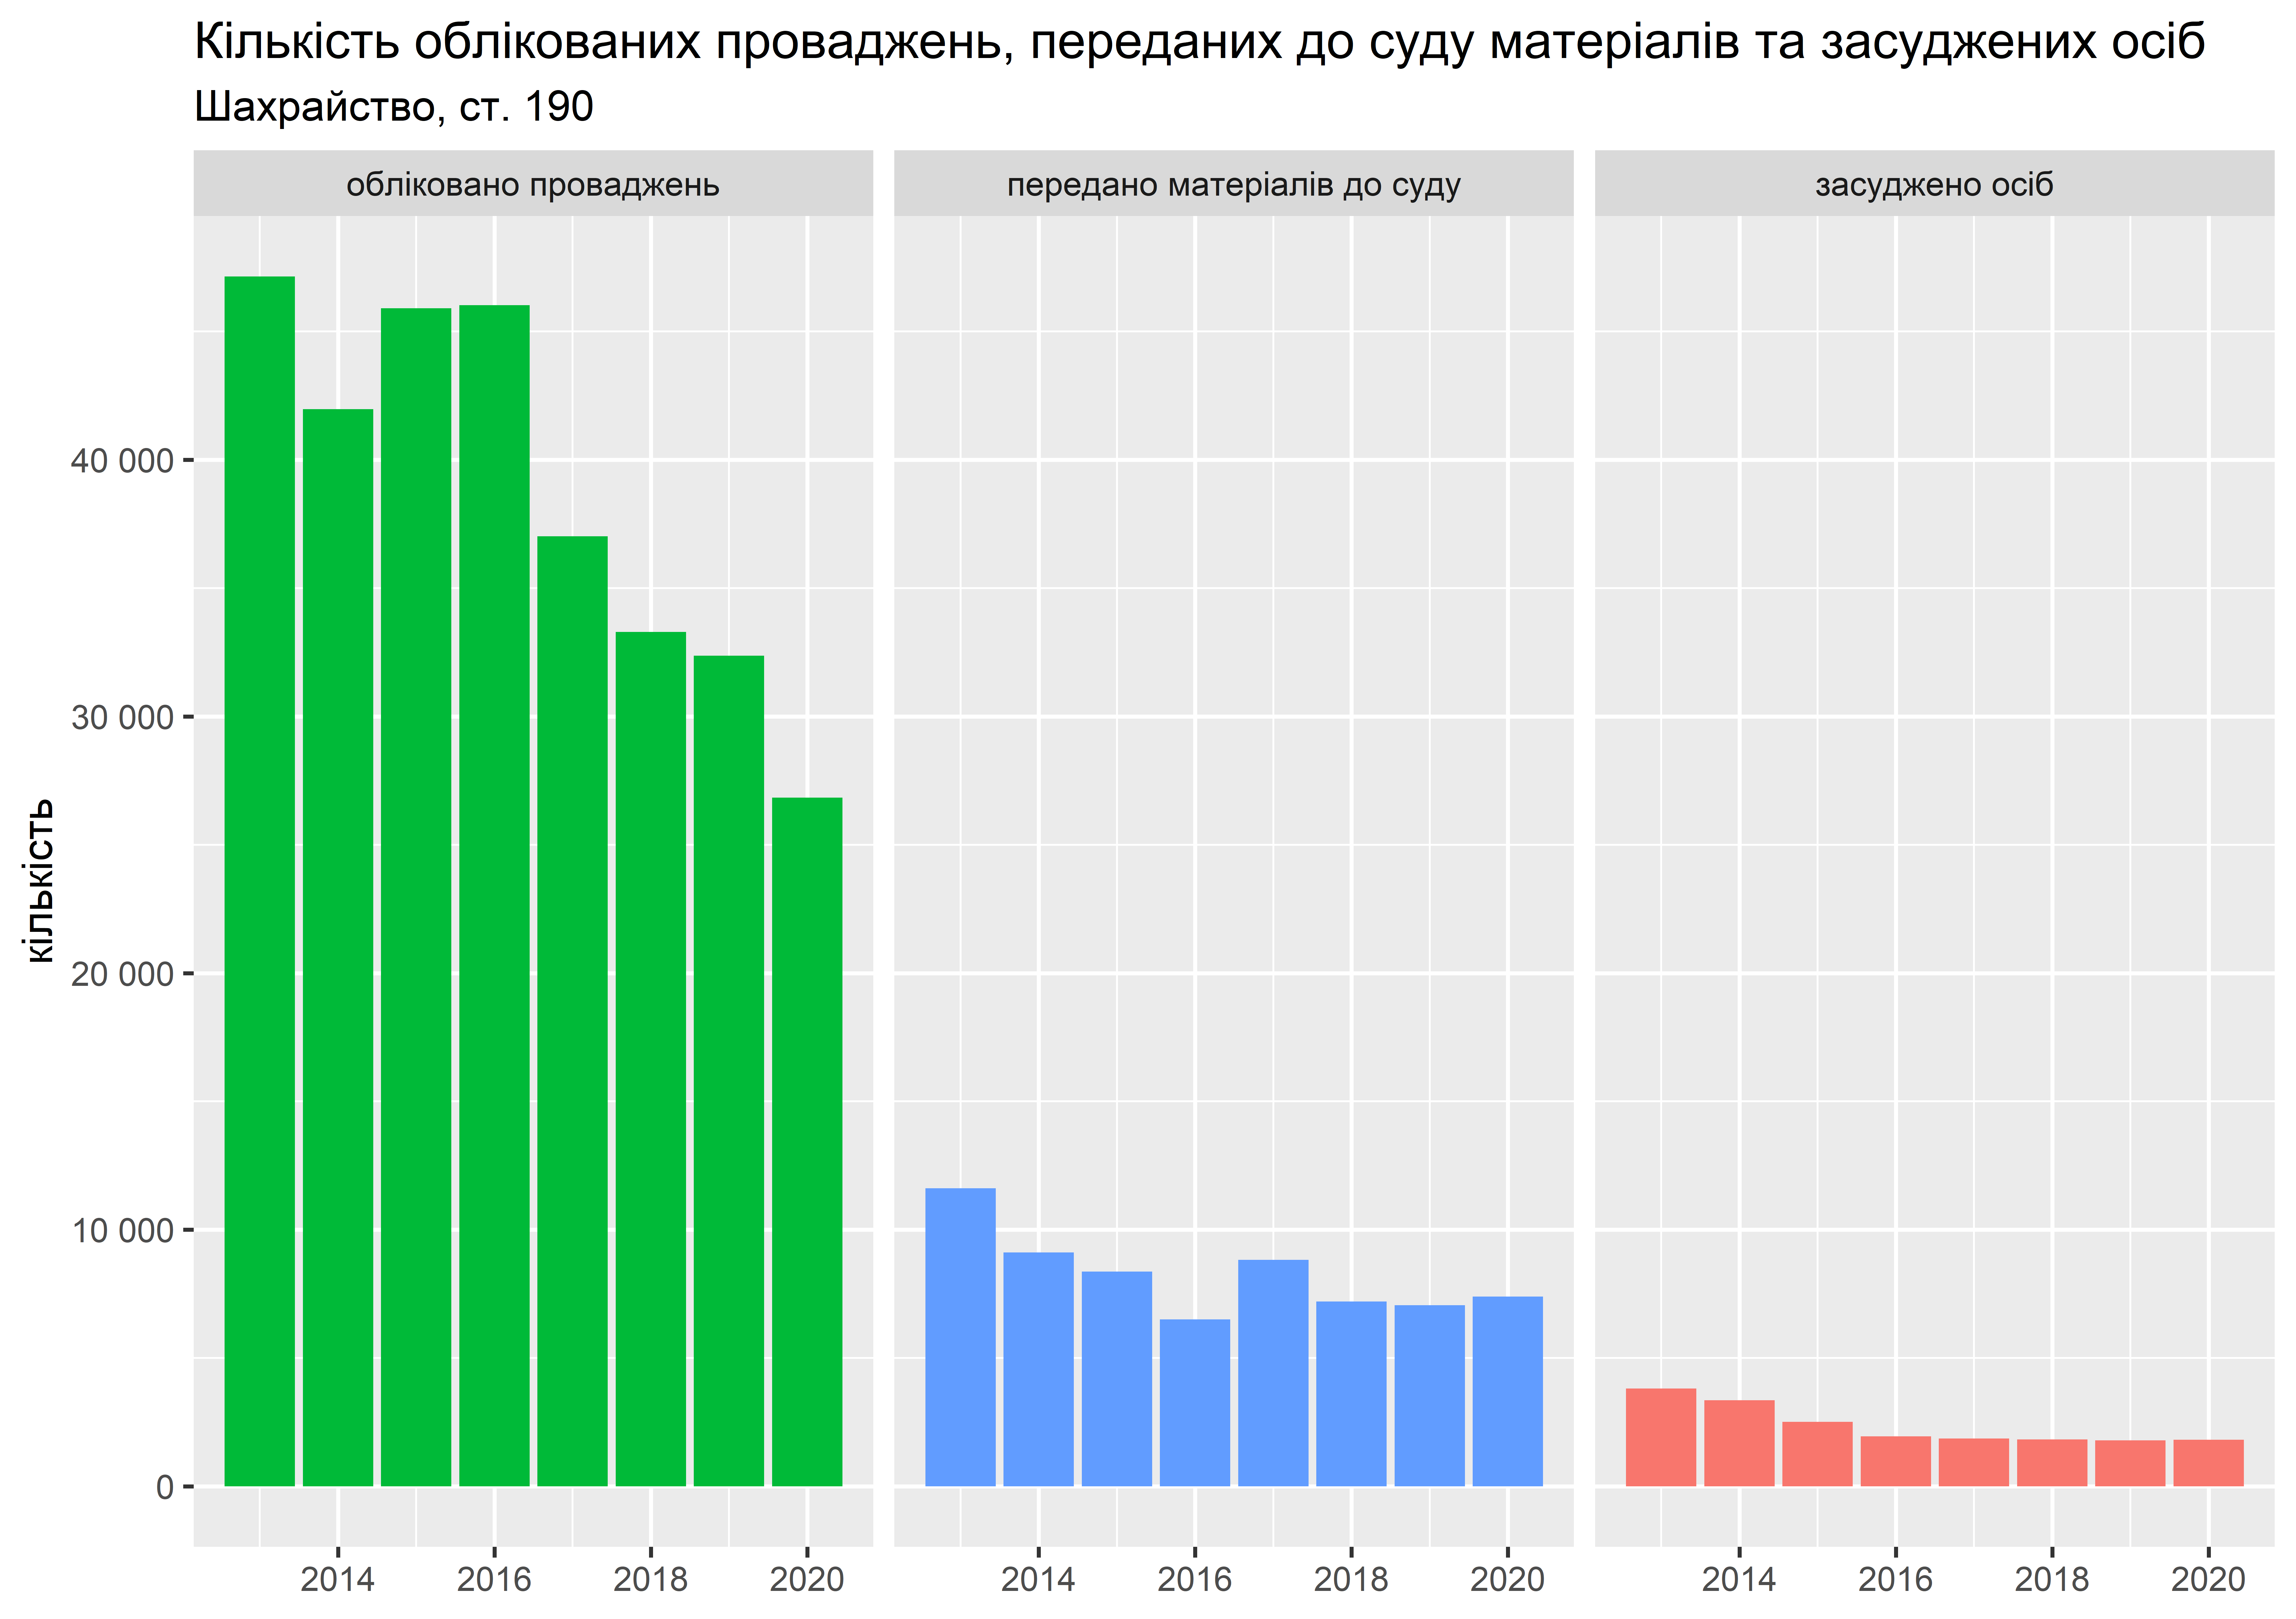 Кількість облікованих проваджень, переданих до суду матеріалів та засуджених осіб
Шахрайство, ст. 190
обліковано проваджень
передано матеріалів до суду
засуджено осіб
кількість
40 000
30 000
20 000
10 000
0
2014 2016 2018 2020
2014 2016 2018 2020
2014 2016 2018 2020